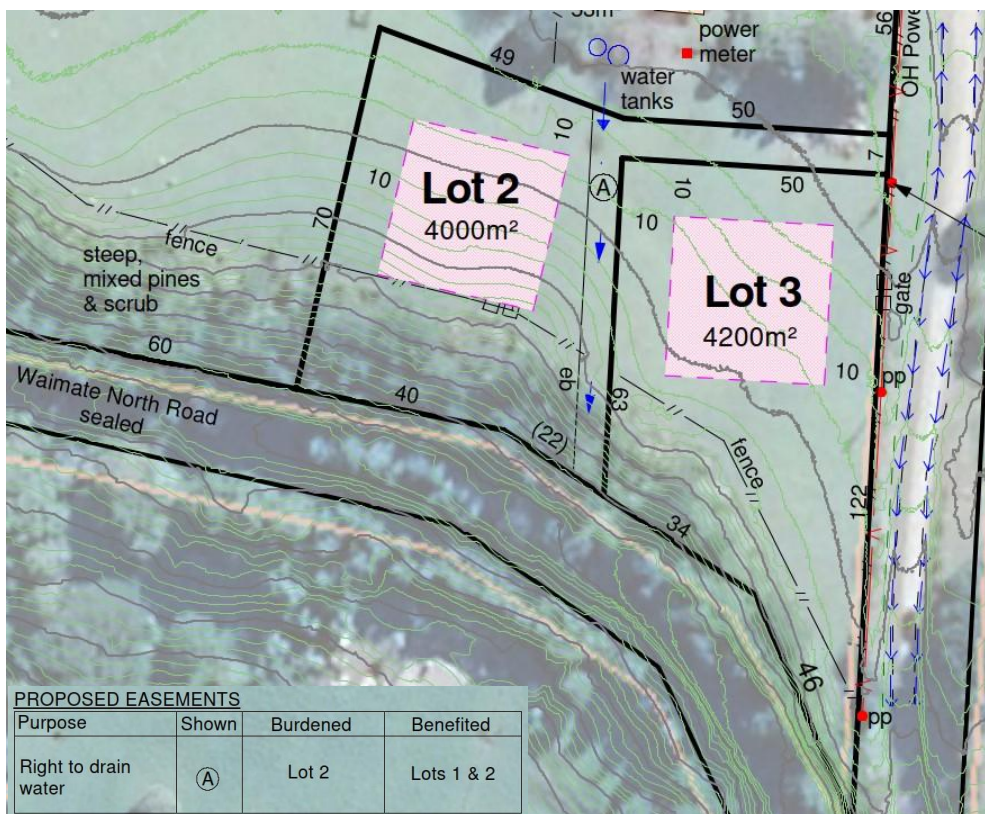 power
meter
water
tanks
OH Powe
56
49
50
10
7
A
Lot 2
4000m²
10
70
10
50
10
Lot 3
4200m²
10
fence
steep,
mixed pines
& scrub
gate
pp
60
40
(22)
eb
93
Waimate North Road
sealed
fence
122
34
46
pp
PROPOSED EASEMENTS
Purpose Shown Burdened Benefited
Right to drain
water
A
Lot 2
Lots 1 & 2